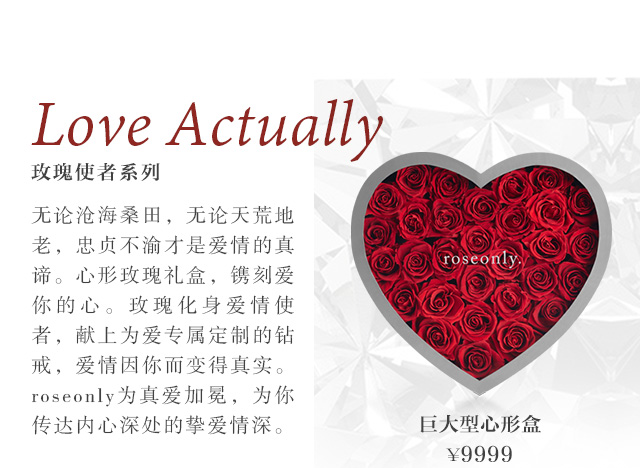 Love Actually
玫瑰使者系列
无论沧海桑田，无论天荒地
老，忠贞不渝才是爱情的真
谛。心形玫瑰礼盒，镌刻爱
你的心。玫瑰化身爱情使
者，献上为爱专属定制的钻
戒，爱情因你而变得真实。
roseonly为真爱加冕，为你
传达内心深处的挚爱情深。
roseonly.
巨大型心形盒
¥9999